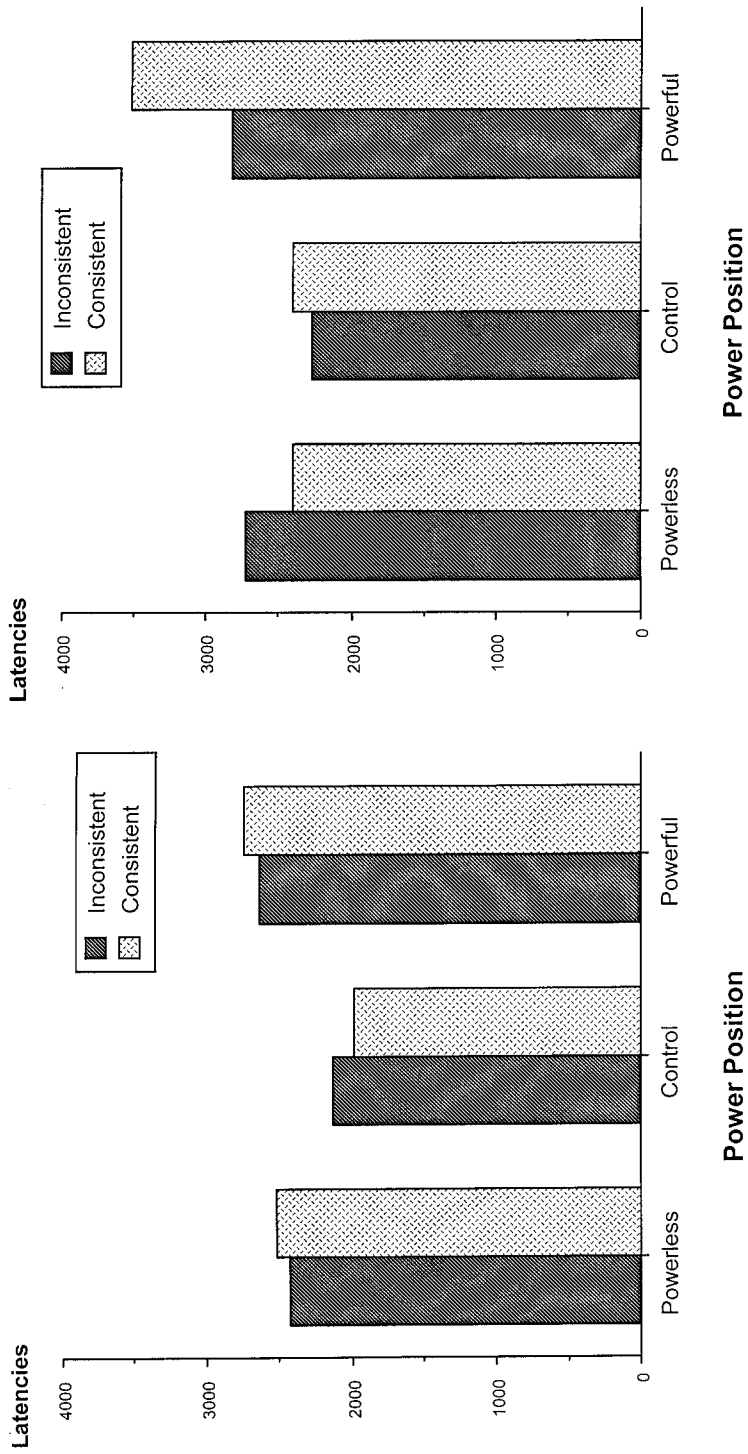 Latencies
4000
3000
2000
1000
0
Inconsistent
Consistent
Powerless
Control
Powerful
Power Position
Latencies
4000
3000
2000
1000
0
Inconsistent
Consistent
Powerless
Control
Powerful
Power Position